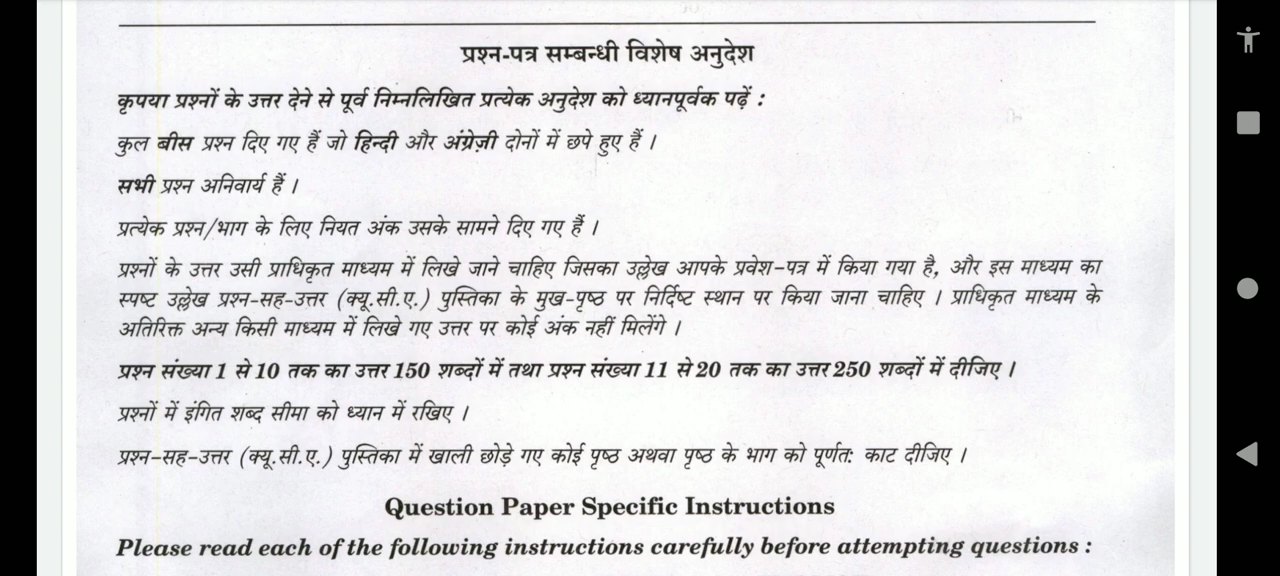 प्रश्न-पत्र सम्बन्धी विशेष अनुदेश
कृपया प्रश्नों के उत्तर देने से पूर्व निम्नलिखित प्रत्येक अनुदेश को ध्यानपूर्वक पढ़ें :
कुल बीस प्रश्न दिए गए हैं जो हिन्दी और अंग्रेज़ी दोनों में छपे हुए हैं ।
सभी प्रश्न अनिवार्य हैं ।
प्रत्येक प्रश्न/भाग के लिए नियत अंक उसके सामने दिए गए हैं ।
प्रश्नों के उत्तर उसी प्राधिकृत माध्यम में लिखे जाने चाहिए जिसका उल्लेख आपके प्रवेश-पत्र में किया गया है, और इस माध्यम का
स्पष्ट उल्लेख प्रश्न-सह-उत्तर (क्यू.सी.ए.) पुस्तिका के मुख-पृष्ठ पर निर्दिष्ट स्थान पर किया जाना चाहिए । प्राधिकृत माध्यम के
अतिरिक्त अन्य किसी माध्यम में लिखे गए उत्तर पर कोई अंक नहीं मिलेंगे ।
प्रश्न संख्या 1 से 10 तक का उत्तर 150 शब्दों में तथा प्रश्न संख्या 11 से 20 तक का उत्तर 250 शब्दों में दीजिए ।
प्रश्नों में इंगित शब्द सीमा को ध्यान में रखिए ।
प्रश्न-सह-उत्तर (क्यू.सी.ए.) पुस्तिका में खाली छोड़े गए कोई पृष्ठ अथवा पृष्ठ के भाग को पूर्णत: काट दीजिए ।
Question Paper Specific Instructions
Please read each of the following instructions carefully before attempting questions :